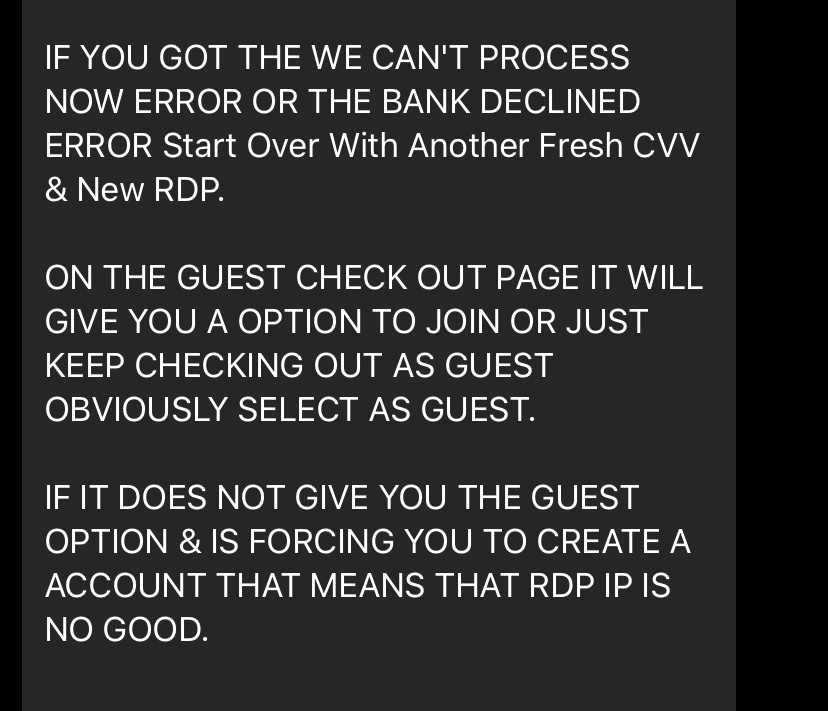 IF YOU GOT THE WE CAN'T PROCESS
NOW ERROR OR THE BANK DECLINED
ERROR Start Over With Another Fresh CVV
& New RDP.
ON THE GUEST CHECK OUT PAGE IT WILL
GIVE YOU A OPTION TO JOIN OR JUST
KEEP CHECKING OUT AS GUEST
OBVIOUSLY SELECT AS GUEST.
IF IT DOES NOT GIVE YOU THE GUEST
OPTION & IS FORCING YOU TO CREATE A
ACCOUNT THAT MEANS THAT RDP IP IS
NO GOOD.